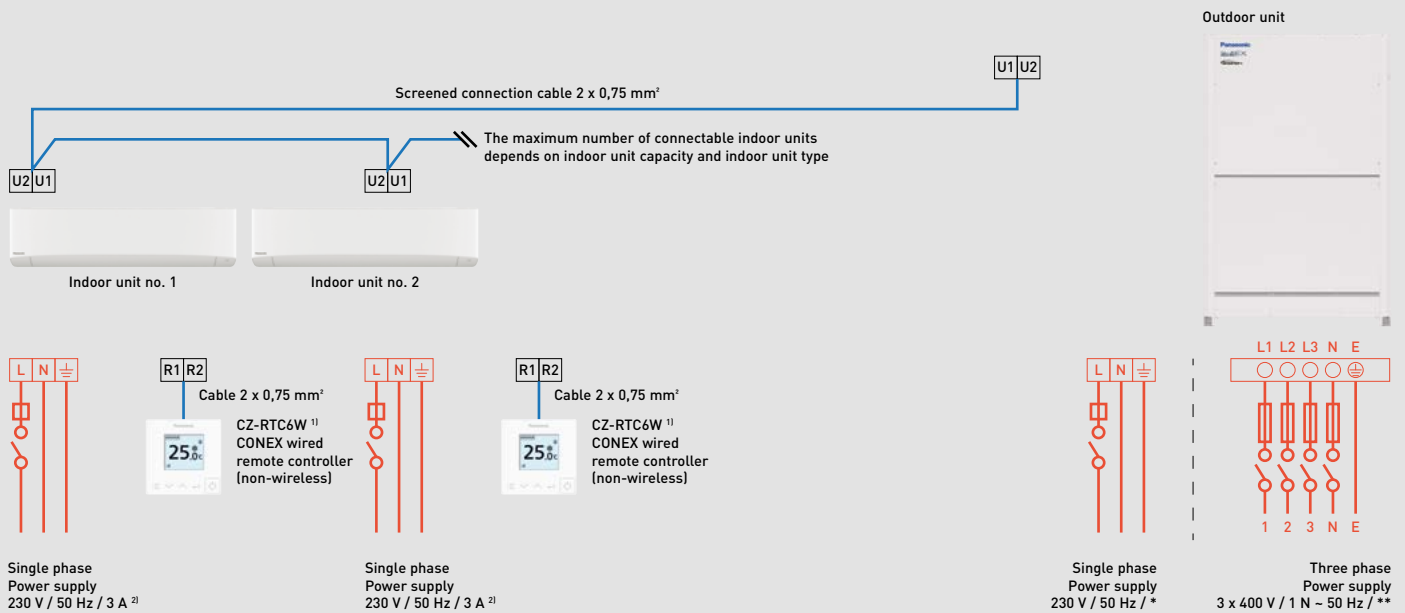 Outdoor unit
Panasonic
U1 U2
Screened connection cable 2 x 0,75 mm²
The maximum number of connectable indoor units
depends on indoor unit capacity and indoor unit type
U2 U1
U2 U1
Indoor unit no. 1
Indoor unit no. 2
L N
R1 R2
Cable 2 x 0,75 mm²
Panasonic
25.0c
CZ-RTC6W 1)
CONEX wired
remote controller
(non-wireless)
L N
R1 R2
Cable 2 x 0,75 mm²
Panasonic
25.0c
CZ-RTC6W 1)
CONEX wired
remote controller
(non-wireless)
L N
L1 L2 L3 N E
1 2 3 N E
Single phase
Power supply
230 V / 50 Hz / 3 A 2)
Single phase
Power supply
230 V / 50 Hz / 3 A 2)
Single phase
Power supply
230 V / 50 Hz / *
Three phase
Power supply
3 x 400 V / 1 N ~ 50 Hz / **